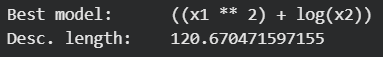 Best model: ((x1 ** 2) + log(x2))
Desc. length: 120.670471597155